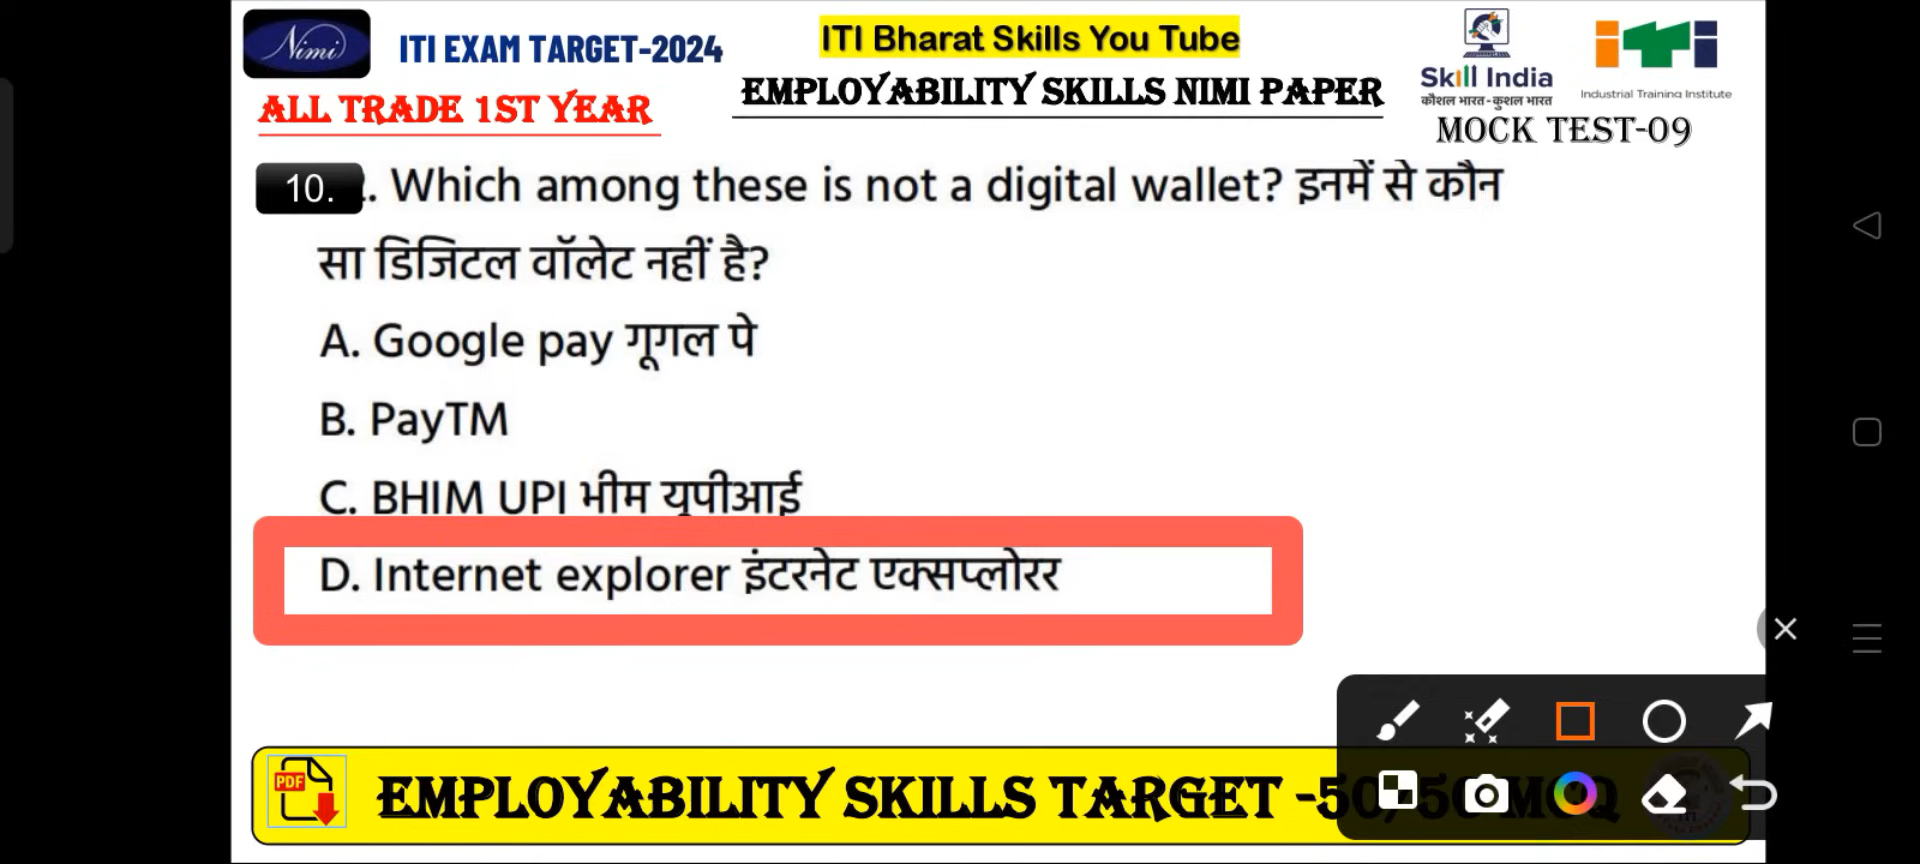 Nimi
ITI EXAM TARGET-2024
ITI Bharat Skills You Tube
ALL TRADE 1ST YEAR
EMPLOYABILITY SKILLS NIMI PAPER
Skill India
कौशल भारत-कुशल भारत
Industrial Training Institute
MOCK TEST-09
10. . Which among these is not a digital wallet? इनमें से कौन
सा डिजिटल वॉलेट नहीं है?
A. Google pay गूगल पे
B. PayTM
C. BHIM UPI भीम यूपीआई
D. Internet explorer इंटरनेट एक्सप्लोरर
PDF
EMPLOYABILITY SKILLS TARGET -50/50 MCQ